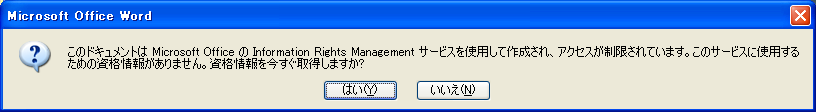 Microsoft Office Word
このドキュメントは Microsoft Office の Information Rights Management サービスを使用して作成され、アクセスが制限されています。このサービスに使用する
ための資格情報がありません。資格情報を今すぐ取得しますか?
はい(Y)
いいえ(N)